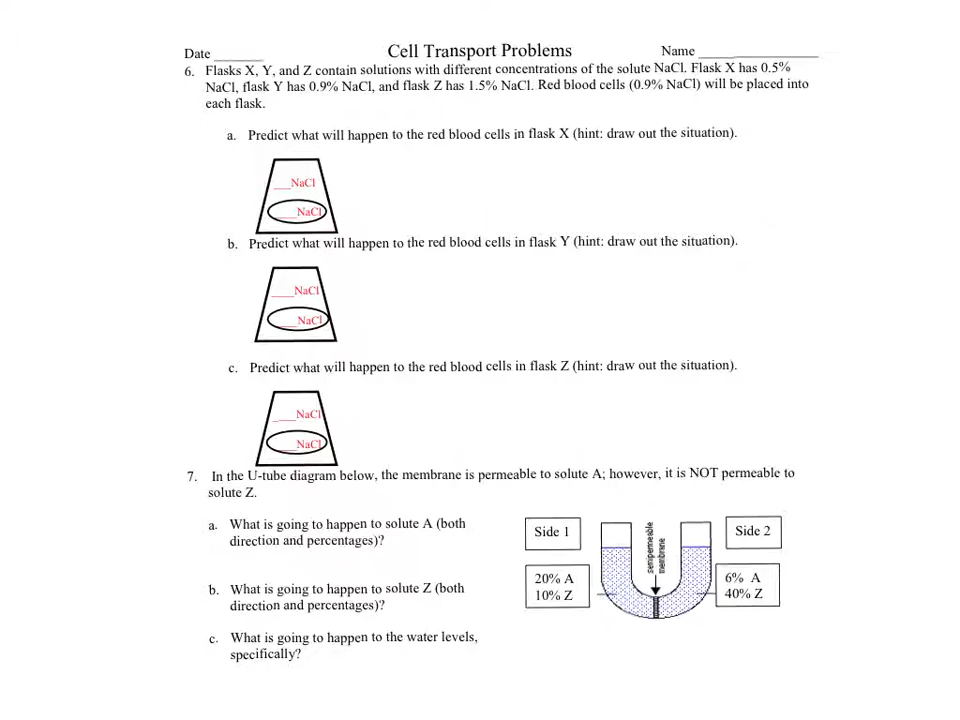 Date ______ Cell Transport Problems Name ________________
6. Flasks X, Y, and Z contain solutions with different concentrations of the solute NaCl. Flask X has 0.5%
NaCl, flask Y has 0.9% NaCl, and flask Z has 1.5% NaCl. Red blood cells (0.9% NaCl) will be placed into
each flask.
a. Predict what will happen to the red blood cells in flask X (hint: draw out the situation).
___NaCl
____NaCl
b. Predict what will happen to the red blood cells in flask Y (hint: draw out the situation).
____NaCl
____NaCl
c. Predict what will happen to the red blood cells in flask Z (hint: draw out the situation).
____NaCl
____NaCl
7. In the U-tube diagram below, the membrane is permeable to solute A; however, it is NOT permeable to
solute Z.
a. What is going to happen to solute A (both
direction and percentages)?
b. What is going to happen to solute Z (both
direction and percentages)?
c. What is going to happen to the water levels,
specifically?
Side 1
20% A
10% Z
semipermeable
membrane
Side 2
6% A
40% Z